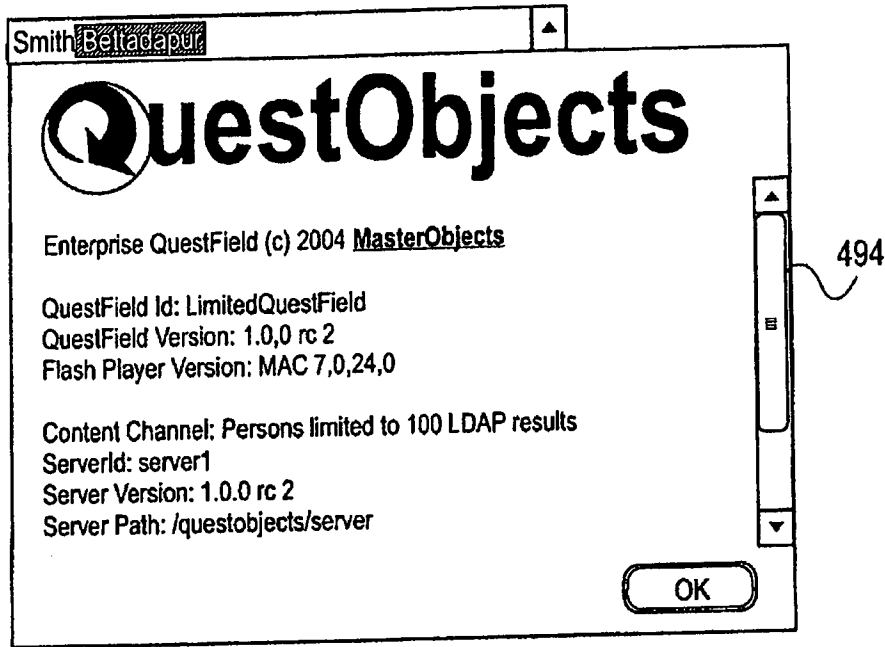 Smith Beltadapur
QuestObjects
Enterprise QuestField (c) 2004 MasterObjects
494
QuestField Id: LimitedQuestField
QuestField Version: 1.0,0 rc 2
Flash Player Version: MAC 7,0,24,0
Content Channel: Persons limited to 100 LDAP results
ServerId: server1
Server Version: 1.0.0 rc 2
Server Path: /questobjects/server
OK